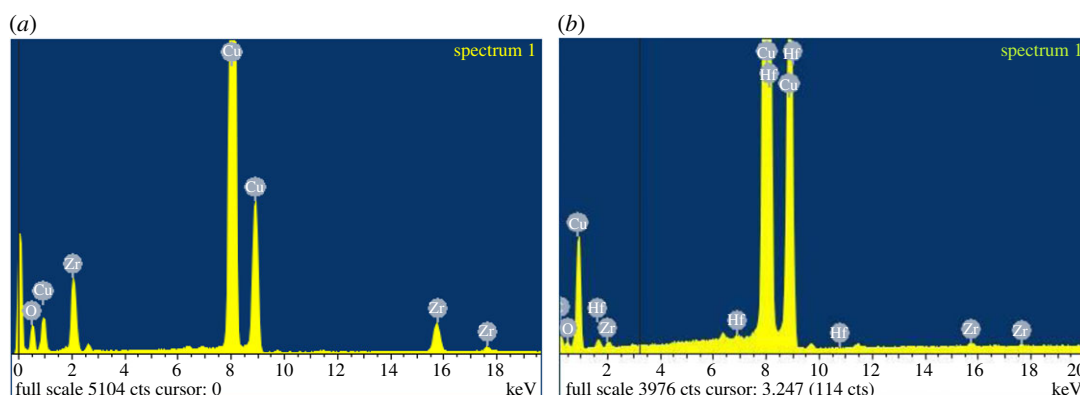 (a)
spectrum 1
Cu
Cu
Zr
Cu
O
Zr
Zr
0 2 4 6 8 10 12 14 16 18
full scale 5104 cts cursor: 0 keV
(b)
spectrum 1
Cu Hf
Hf
Cu
Cu
Hf
O Zr
Hf
Hf
Zr
Zr
2 4 6 8 10 12 14 16 18 20
full scale 3976 cts cursor: 3.247 (114 cts) keV